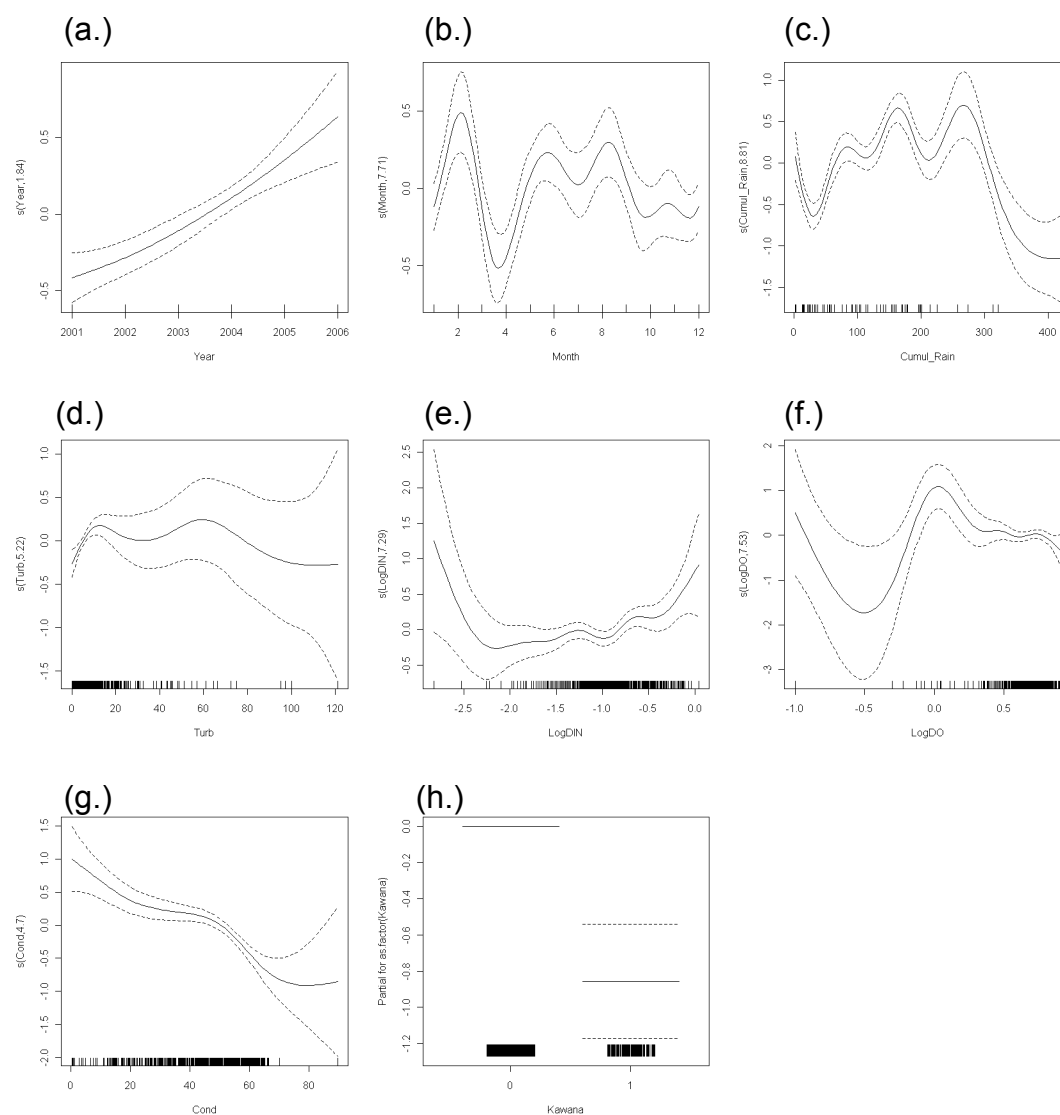 (a.)
s(Year,1.84)
0.5
0.0
-0.5
2001 2002 2003 2004 2005 2006
Year
(b.)
s(Month,7.71)
0.5
0.0
-0.5
2 4 6 8 10 12
Month
(c.)
s(Cumul_Rain,8.81)
1.0
0.5
0.0
-0.5
-1.0
-1.5
0 100 200 300 400
Cumul_Rain
(d.)
s(Turb,5.22)
1.0
0.5
0.0
-0.5
-1.0
-1.5
0 20 40 60 80 100 120
Turb
(e.)
s(LogDIN,7.29)
2.5
2.0
1.5
1.0
0.5
0.0
-0.5
-2.5 -2.0 -1.5 -1.0 -0.5 0.0
LogDIN
(f.)
s(LogDO,7.53)
2
1
0
-1
-2
-3
-1.0 -0.5 0.0 0.5
LogDO
(g.)
s(Cond,4.7)
1.5
1.0
0.5
0.0
-0.5
-1.0
-1.5
-2.0
0 20 40 60 80
Cond
(h.)
Partial for as.factor(Kawana)
0.0
-0.2
-0.4
-0.6
-0.8
-1.0
-1.2
0 1
Kawana